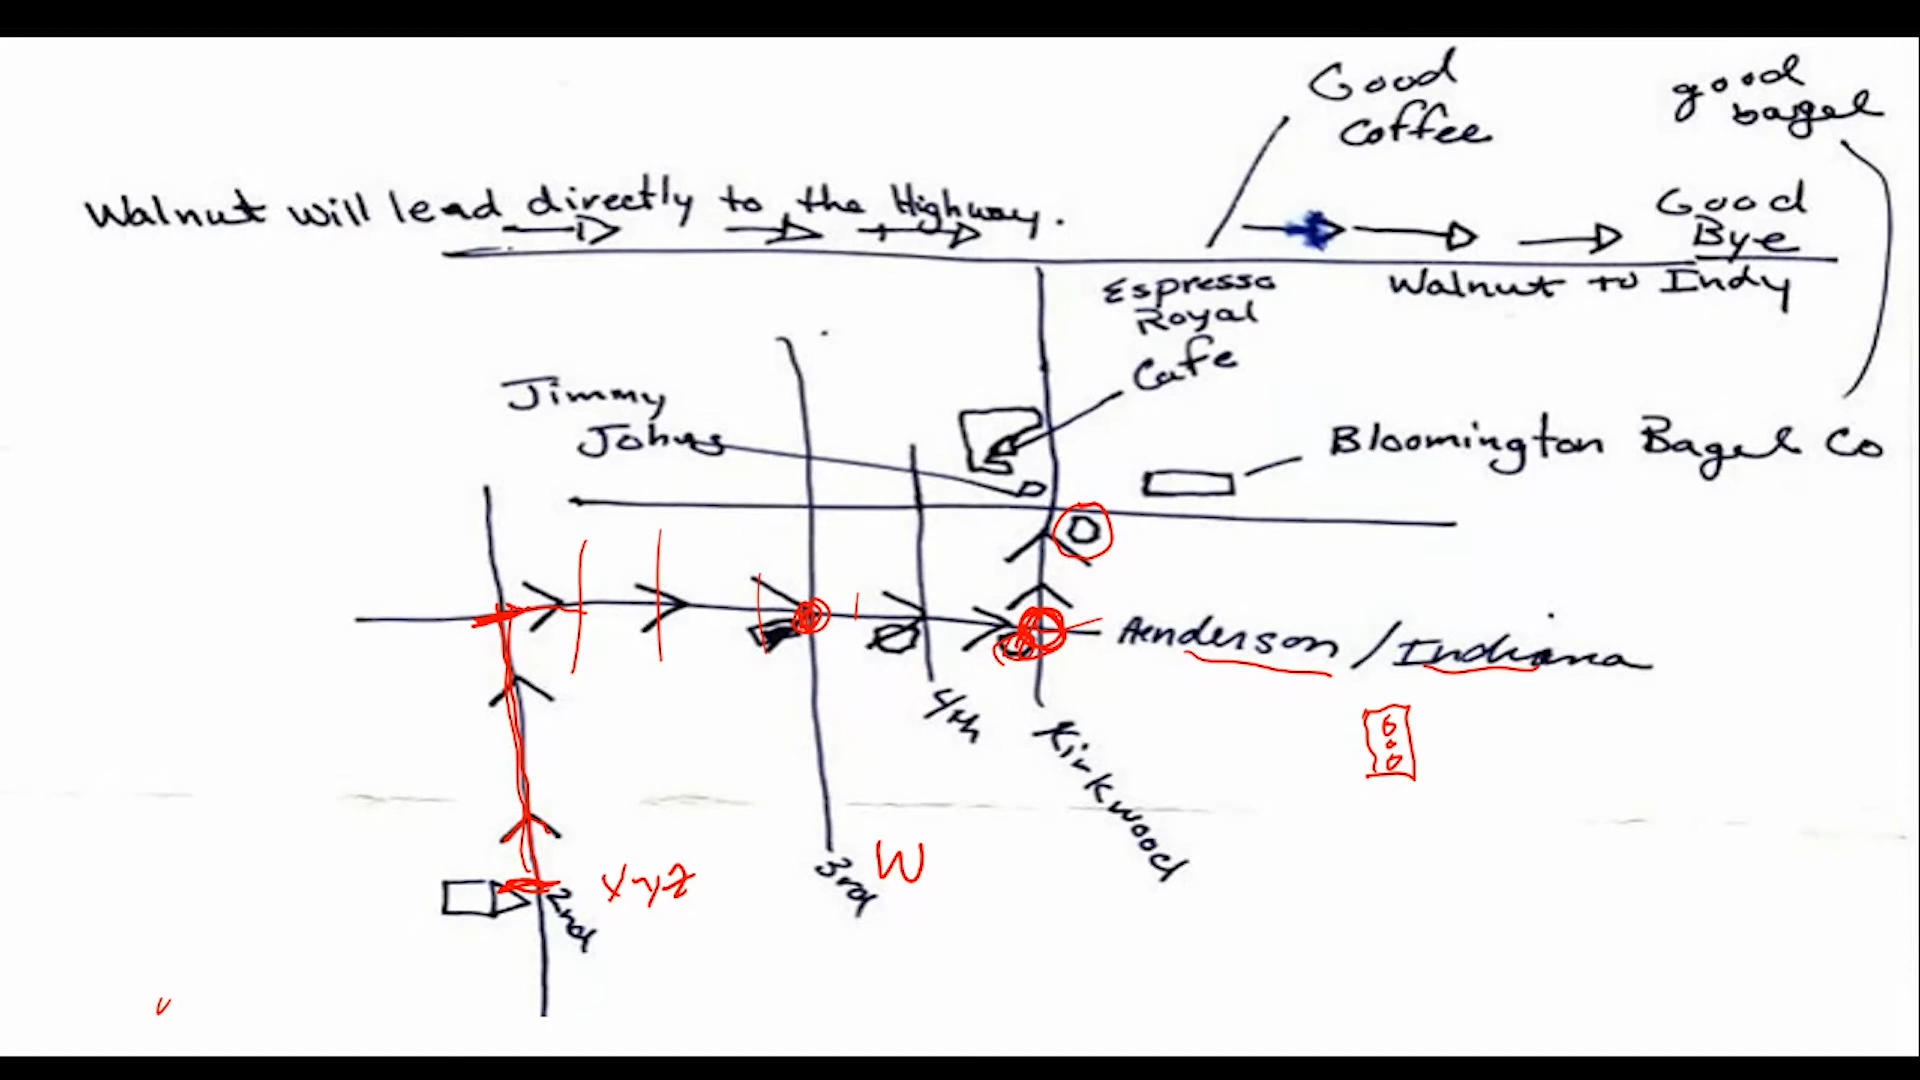 Good
Coffee
good
bagel
Walnut will lead directly to the Highway.
Good
Bye
Walnut to Indy
Espresso
Royal
Cafe
Jimmy
Johns
Bloomington Bagel Co
Henderson / Indiana
4th
Kirkwood
3rd
W
xyz
2nd